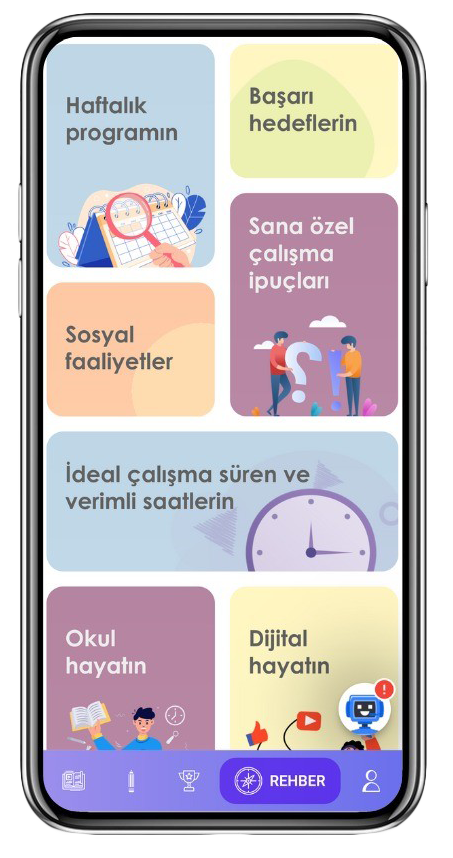 Haftalık
programın
Başarı
hedeflerin
Sana özel
çalışma
ipuçları
Sosyal
faaliyetler
İdeal çalışma süren ve
verimli saatlerin
Okul
hayatın
Dijital
hayatın
!
REHBER